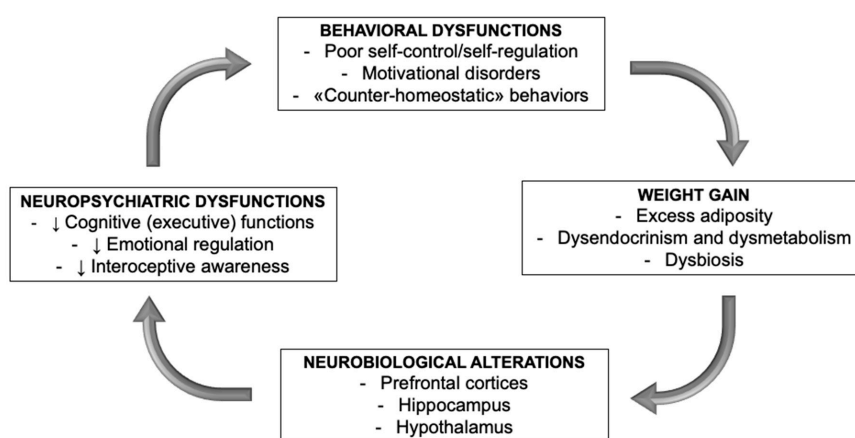 BEHAVIORAL DYSFUNCTIONS
- Poor self-control/self-regulation
- Motivational disorders
- «Counter-homeostatic» behaviors
NEUROPSYCHIATRIC DYSFUNCTIONS
- ↓ Cognitive (executive) functions
- ↓ Emotional regulation
- ↓ Interoceptive awareness
WEIGHT GAIN
- Excess adiposity
- Dysendocrinism and dysmetabolism
- Dysbiosis
NEUROBIOLOGICAL ALTERATIONS
- Prefrontal cortices
- Hippocampus
- Hypothalamus